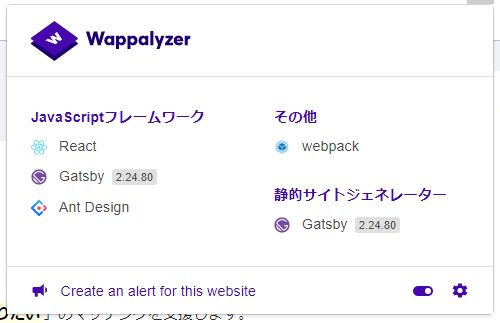 Wappalyzer
JavaScriptフレームワーク
React
Gatsby 2.24.80
Ant Design
その他
webpack
静的サイトジェネレーター
Gatsby 2.24.80
Create an alert for this website
りたい」のマッチングを支援します。